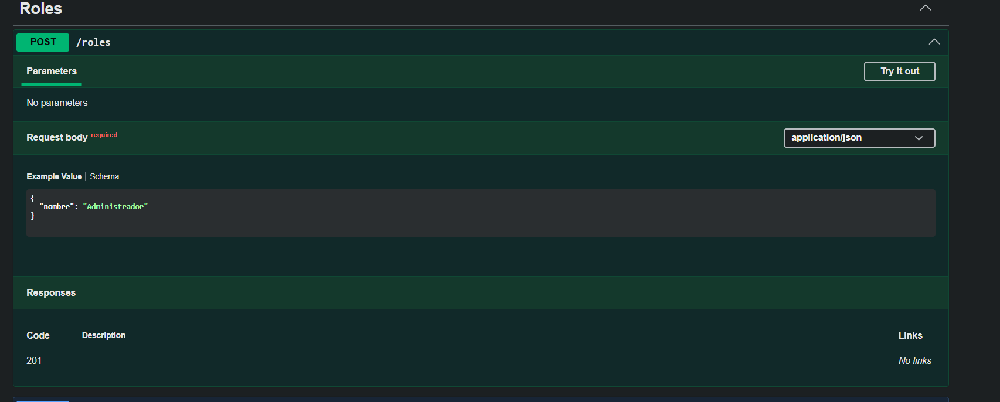 Roles
POST /roles
Parameters
Try it out
No parameters
Request body required
application/json
Example Value | Schema
{
"nombre": "Administrador"
}
Responses
Code Description Links
201 No links